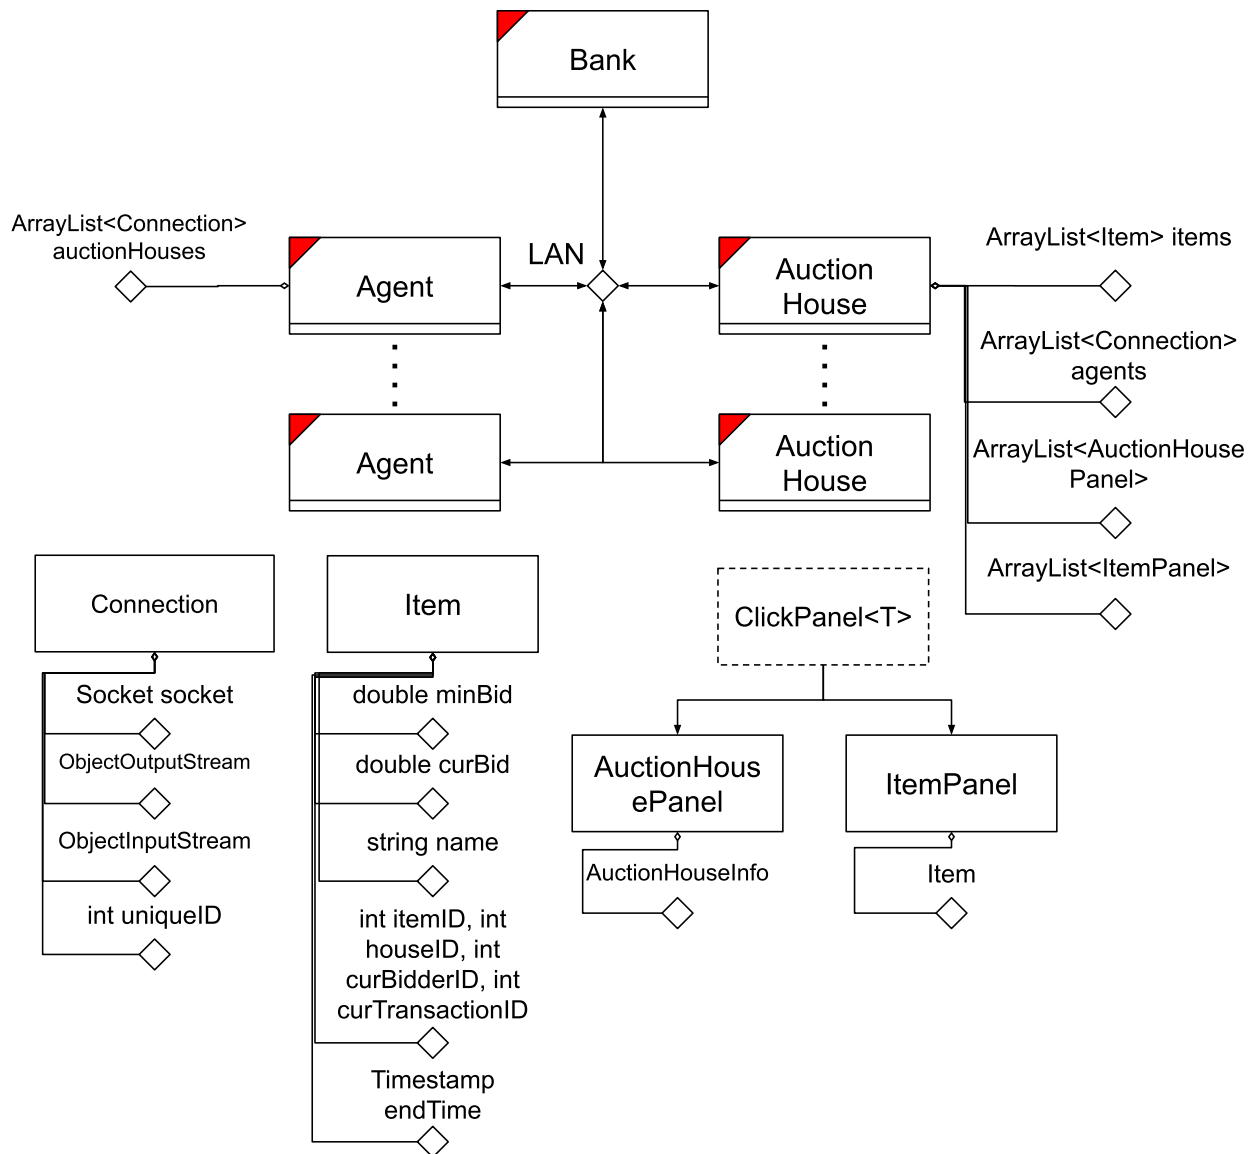 Bank
ArrayList<Connection>
auctionHouses
LAN
Agent
Auction
House
ArrayList<Item> items
ArrayList<Connection>
agents
Agent
Auction
House
ArrayList<AuctionHouse
Panel>
ArrayList<ItemPanel>
Connection
Socket socket
ObjectOutputStream
ObjectInputStream
int uniqueID
Item
double minBid
double curBid
string name
int itemID, int
houseID, int
curBidderID, int
curTransactionID
Timestamp
endTime
ClickPanel<T>
AuctionHous
ePanel
AuctionHouseInfo
ItemPanel
Item